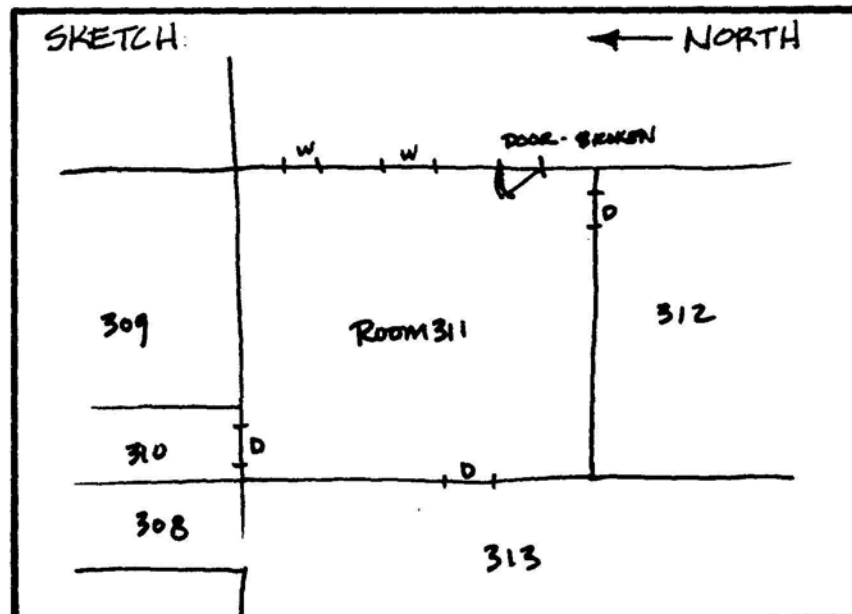 SKETCH:
← NORTH
DOOR - BROKEN
W
W
D
309
Room 311
312
310
D
D
308
313